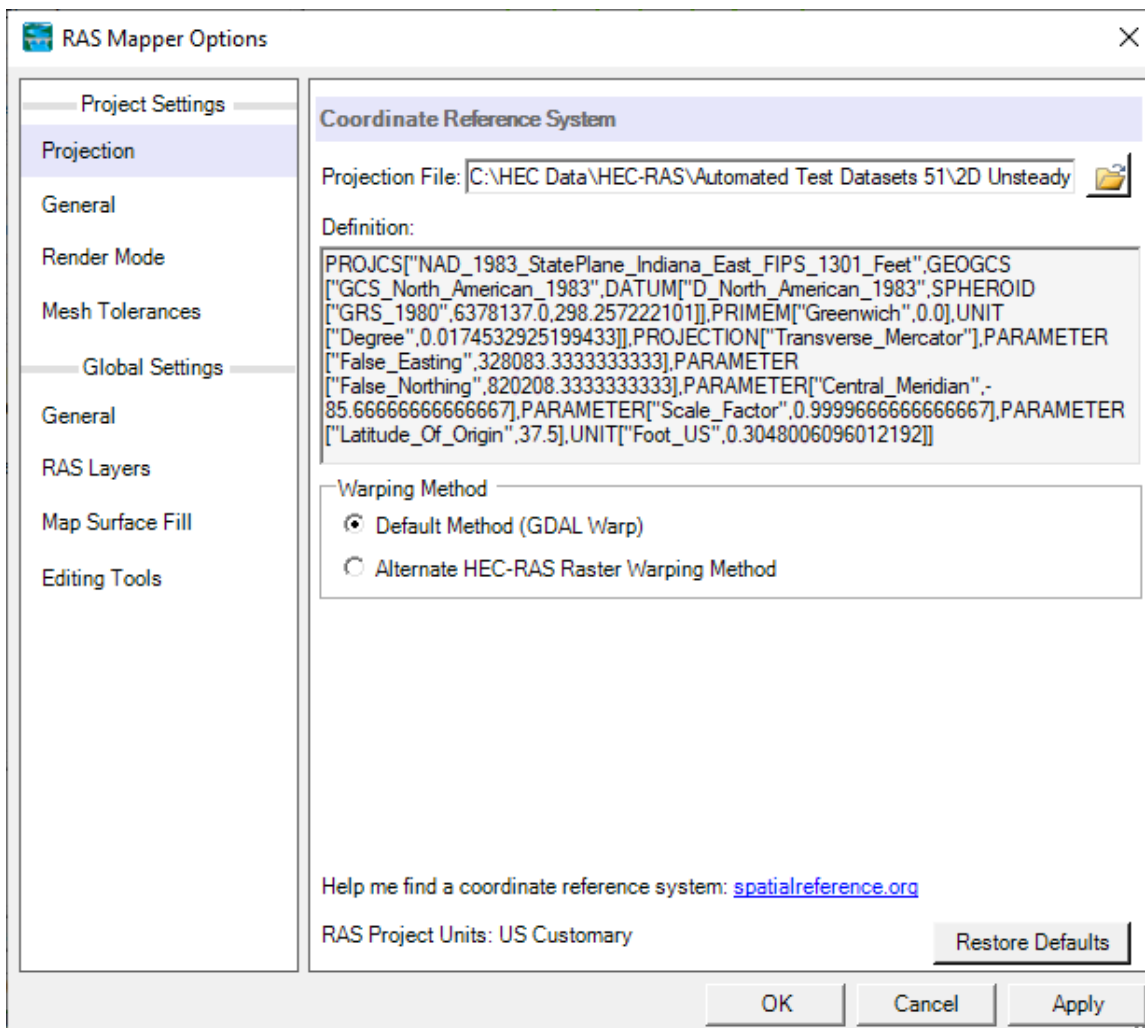 RAS Mapper Options
Project Settings
Projection
General
Render Mode
Mesh Tolerances
Global Settings
General
RAS Layers
Map Surface Fill
Editing Tools
Coordinate Reference System
Projection File: C:\HEC Data\HEC-RAS\Automated Test Datasets 51\2D Unsteady
Definition:
PROJCS["NAD_1983_StatePlane_Indiana_East_FIPS_1301_Feet",GEOGCS
["GCS_North_American_1983",DATUM["D_North_American_1983",SPHEROID
["GRS_1980",6378137.0,298.257222101]],PRIMEM["Greenwich",0.0],UNIT
["Degree",0.0174532925199433]],PROJECTION["Transverse_Mercator"],PARAMETER
["False_Easting",328083.3333333333],PARAMETER
["False_Northing",820208.3333333333],PARAMETER["Central_Meridian",-
85.66666666666667],PARAMETER["Scale_Factor",0.9999666666666667],PARAMETER
["Latitude_Of_Origin",37.5],UNIT["Foot_US",0.3048006096012192]]
Warping Method
Default Method (GDAL Warp)
Alternate HEC-RAS Raster Warping Method
Help me find a coordinate reference system: spatialreference.org
RAS Project Units: US Customary
Restore Defaults
OK
Cancel
Apply